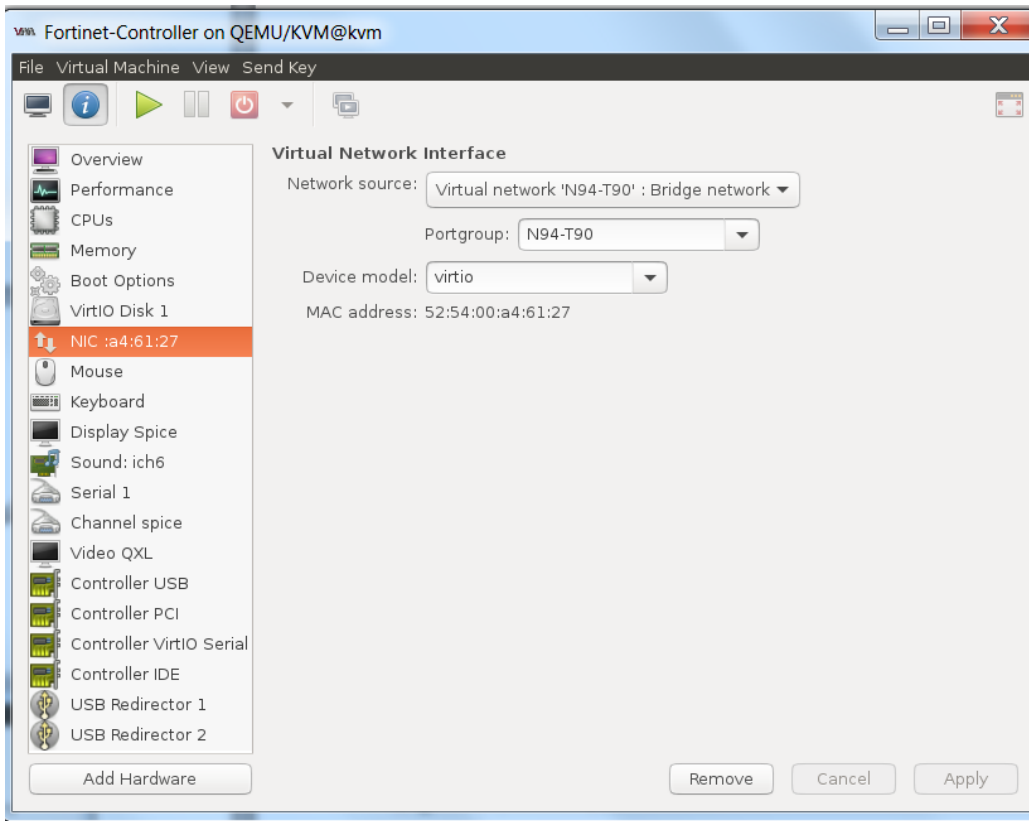 Fortinet-Controller on QEMU/KVM@kvm
File Virtual Machine View Send Key
Overview
Performance
CPUs
Memory
Boot Options
VirtIO Disk 1
NIC :a4:61:27
Mouse
Keyboard
Display Spice
Sound: ich6
Serial 1
Channel spice
Video QXL
Controller USB
Controller PCI
Controller VirtIO Serial
Controller IDE
USB Redirector 1
USB Redirector 2
Add Hardware
Virtual Network Interface
Network source: Virtual network 'N94-T90' : Bridge network
Portgroup: N94-T90
Device model: virtio
MAC address: 52:54:00:a4:61:27
Remove Cancel Apply